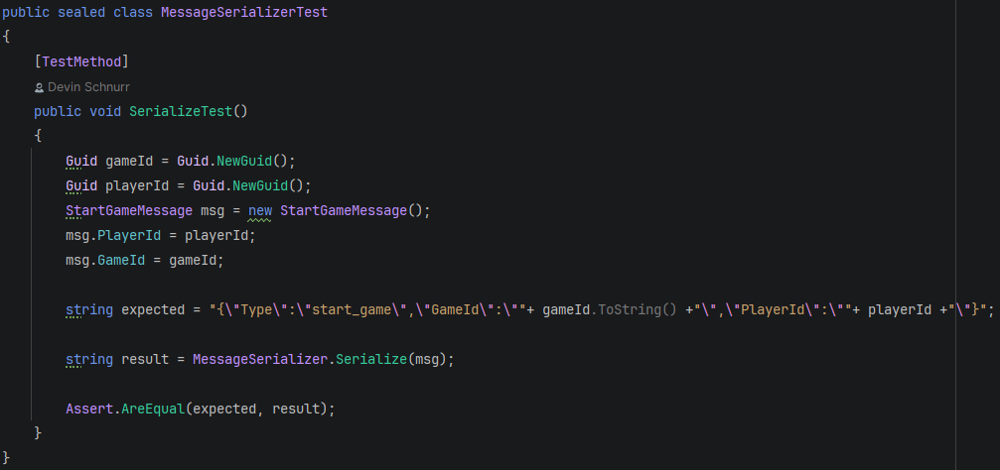 public sealed class MessageSerializerTest
{
    [TestMethod]
    Devin Schnurr
    public void SerializeTest()
    {
        Guid gameId = Guid.NewGuid();
        Guid playerId = Guid.NewGuid();
        StartGameMessage msg = new StartGameMessage();
        msg.PlayerId = playerId;
        msg.GameId = gameId;

        string expected = "{\"Type\":\"start_game\",\"GameId\":\""+ gameId.ToString() +"\",\"PlayerId\":\""+ playerId +"\"}";

        string result = MessageSerializer.Serialize(msg);

        Assert.AreEqual(expected, result);
    }
}